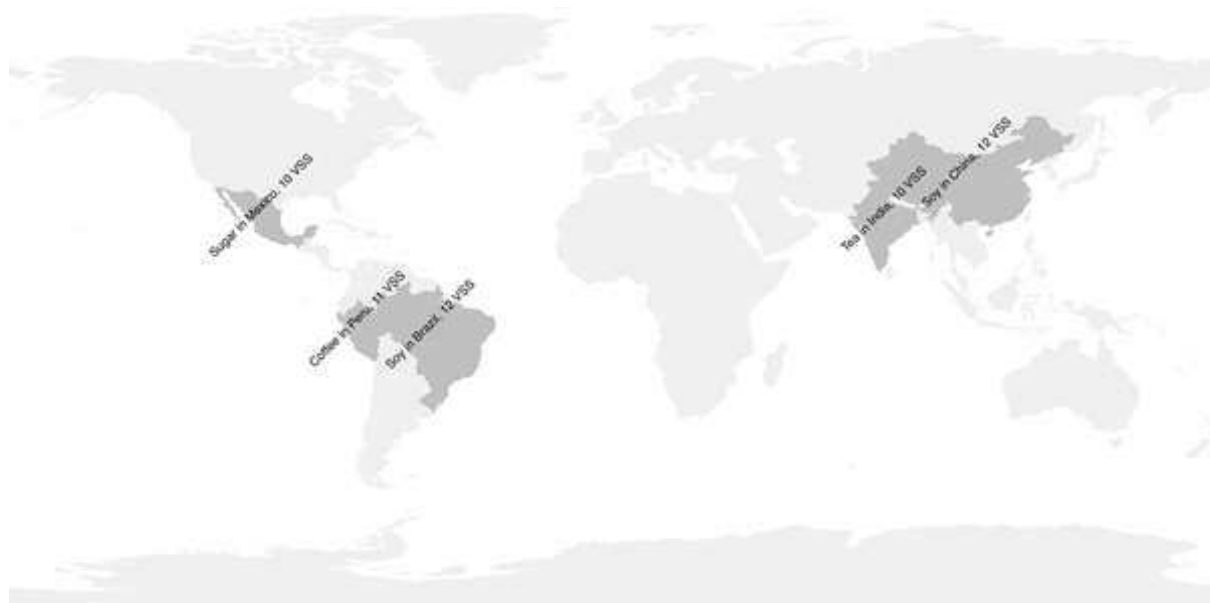 Sugar in Mexico, 10 VSS
Coffee in Peru, 11 VSS
Soy in Brazil, 12 VSS
Tea in India, 10 VSS
Soy in China, 12 VSS